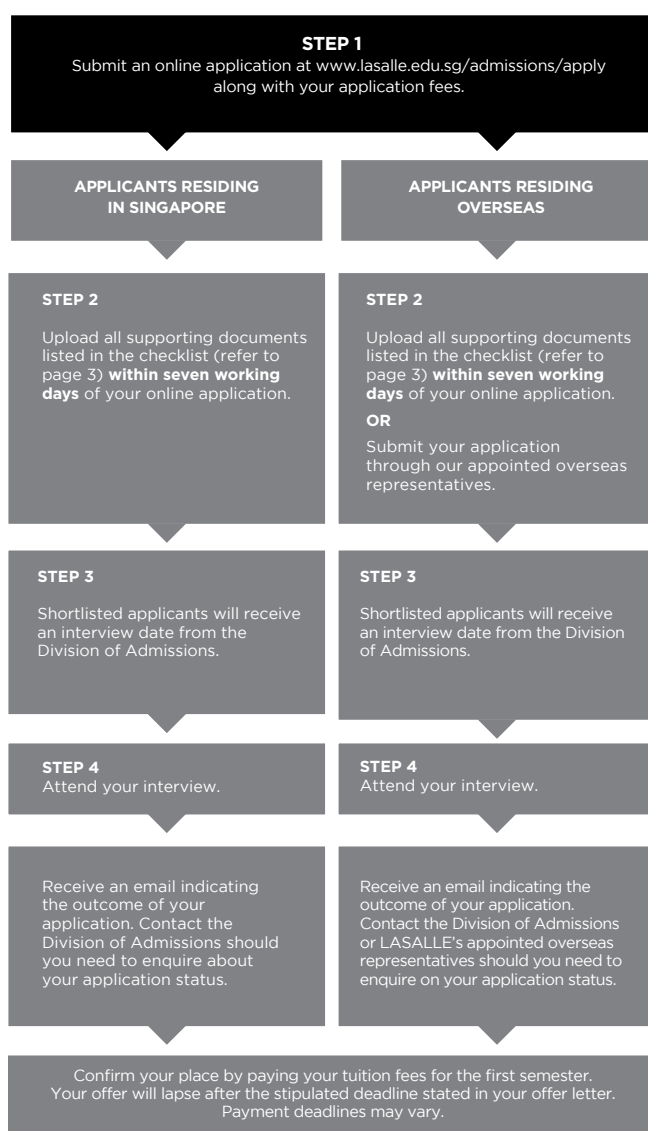 STEP 1
Submit an online application at www.lasalle.edu.sg/admissions/apply
along with your application fees.
APPLICANTS RESIDING
IN SINGAPORE
APPLICANTS RESIDING
OVERSEAS
STEP 2
Upload all supporting documents
listed in the checklist (refer to
page 3) within seven working
days of your online application.
STEP 2
Upload all supporting documents
listed in the checklist (refer to
page 3) within seven working
days of your online application.
OR
Submit your application
through our appointed overseas
representatives.
STEP 3
Shortlisted applicants will receive
an interview date from the
Division of Admissions.
STEP 3
Shortlisted applicants will receive
an interview date from the Division
of Admissions.
STEP 4
Attend your interview.
STEP 4
Attend your interview.
Receive an email indicating
the outcome of your
application. Contact the
Division of Admissions should
you need to enquire about
your application status.
Receive an email indicating the
outcome of your application.
Contact the Division of Admissions
or LASALLE's appointed overseas
representatives should you need to
enquire on your application status.
Confirm your place by paying your tuition fees for the first semester.
Your offer will lapse after the stipulated deadline stated in your offer letter.
Payment deadlines may vary.